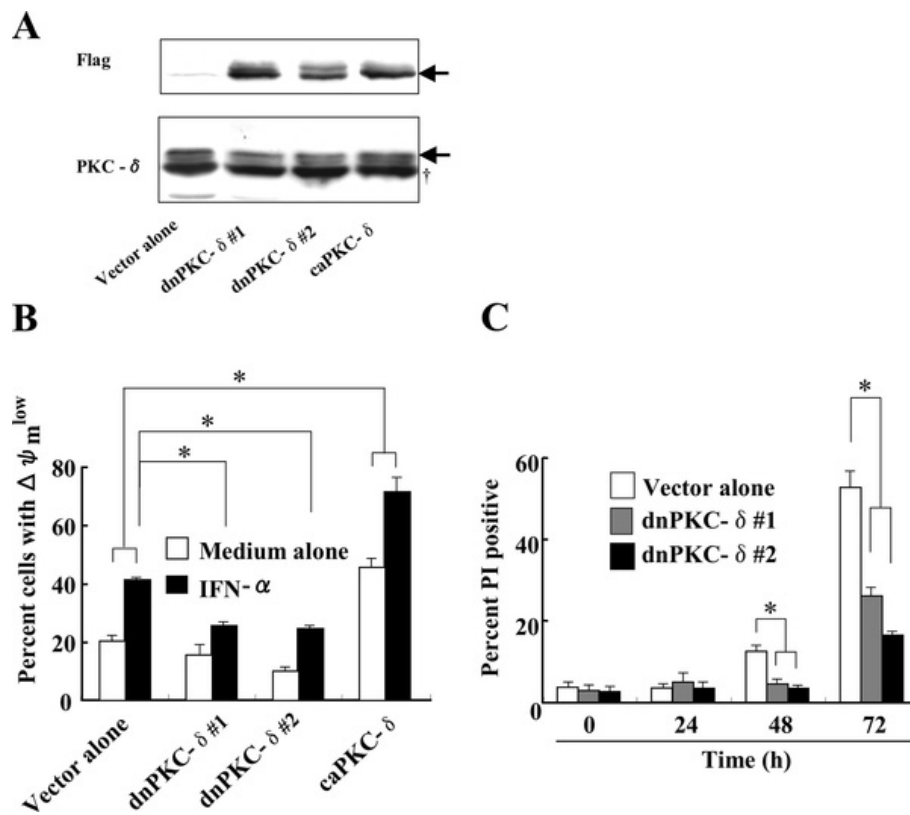 A
Flag
PKC - δ
†
Vector alone
dnPKC- δ #1
dnPKC- δ #2
caPKC- δ
B
Percent cells with Δ ψ m low
80
60
40
20
0
*
*
*
Medium alone
IFN- α
Vector alone
dnPKC- δ #1
dnPKC- δ #2
caPKC- δ
C
Percent PI positive
60
40
20
0
Vector alone
dnPKC- δ #1
dnPKC- δ #2
*
*
0 24 48 72
Time (h)